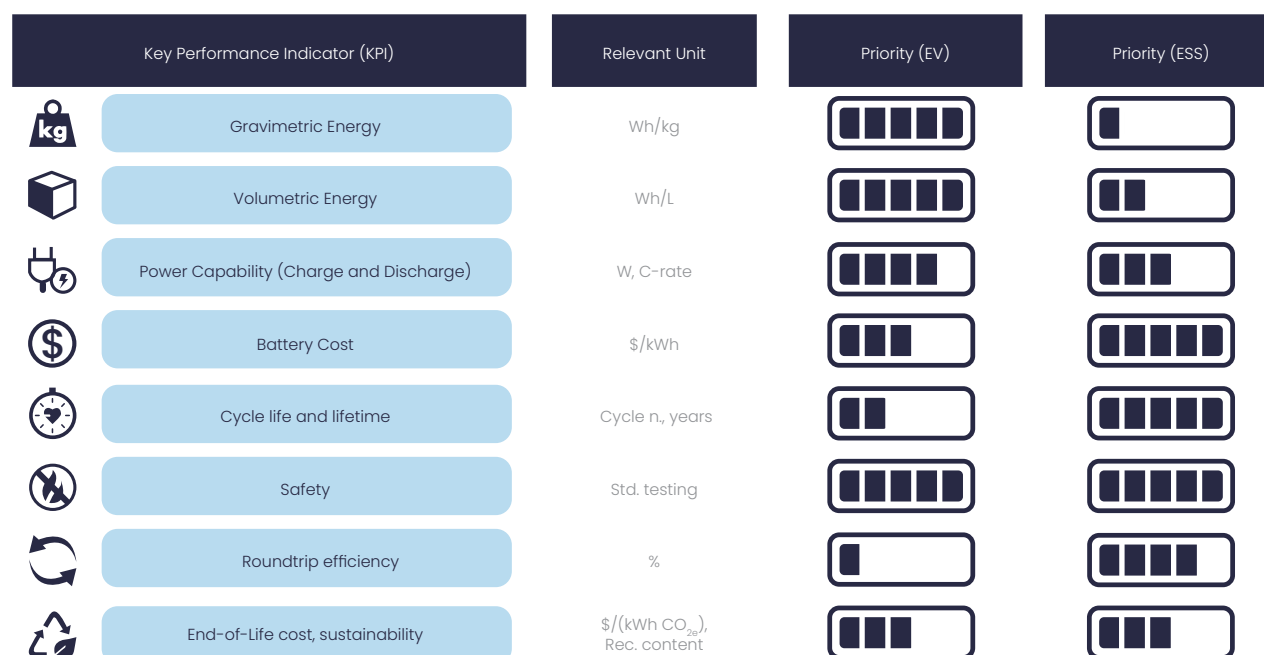 Key Performance Indicator (KPI) Relevant Unit Priority (EV) Priority (ESS)
kg Gravimetric Energy Wh/kg
Volumetric Energy Wh/L
Power Capability (Charge and Discharge) W, C-rate
$ Battery Cost $/kWh
Cycle life and lifetime Cycle n., years
Safety Std. testing
Roundtrip efficiency %
End-of-Life cost, sustainability $/(kWh CO2e),
Rec. content